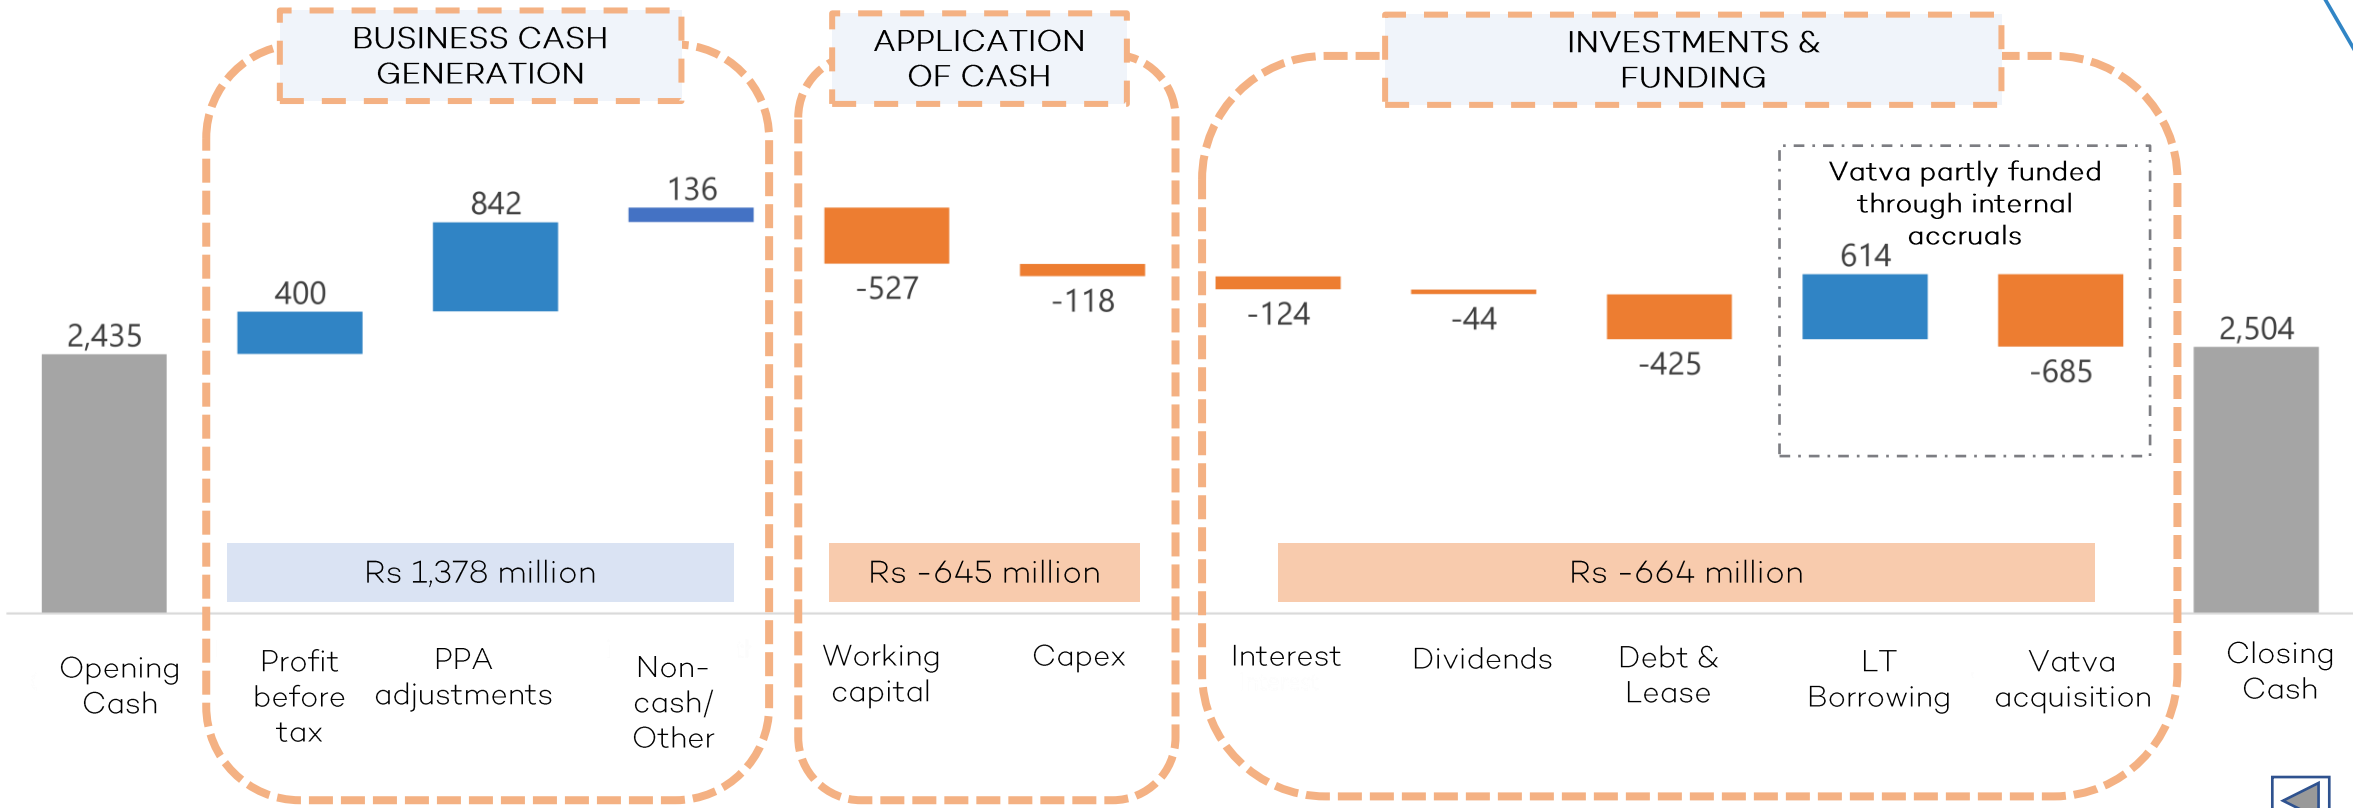 BUSINESS CASH
GENERATION
APPLICATION
OF CASH
INVESTMENTS &
FUNDING
Vatva partly funded
through internal
accruals
2,435
400
842
136
-527
-118
-124
-44
-425
614
-685
2,504
Rs 1,378 million
Rs -645 million
Rs -664 million
Opening
Cash
Profit
before
tax
PPA
adjustments
Non-
cash/
Other
Working
capital
Capex
Interest
Dividends
Debt &
Lease
LT
Borrowing
Vatva
acquisition
Closing
Cash